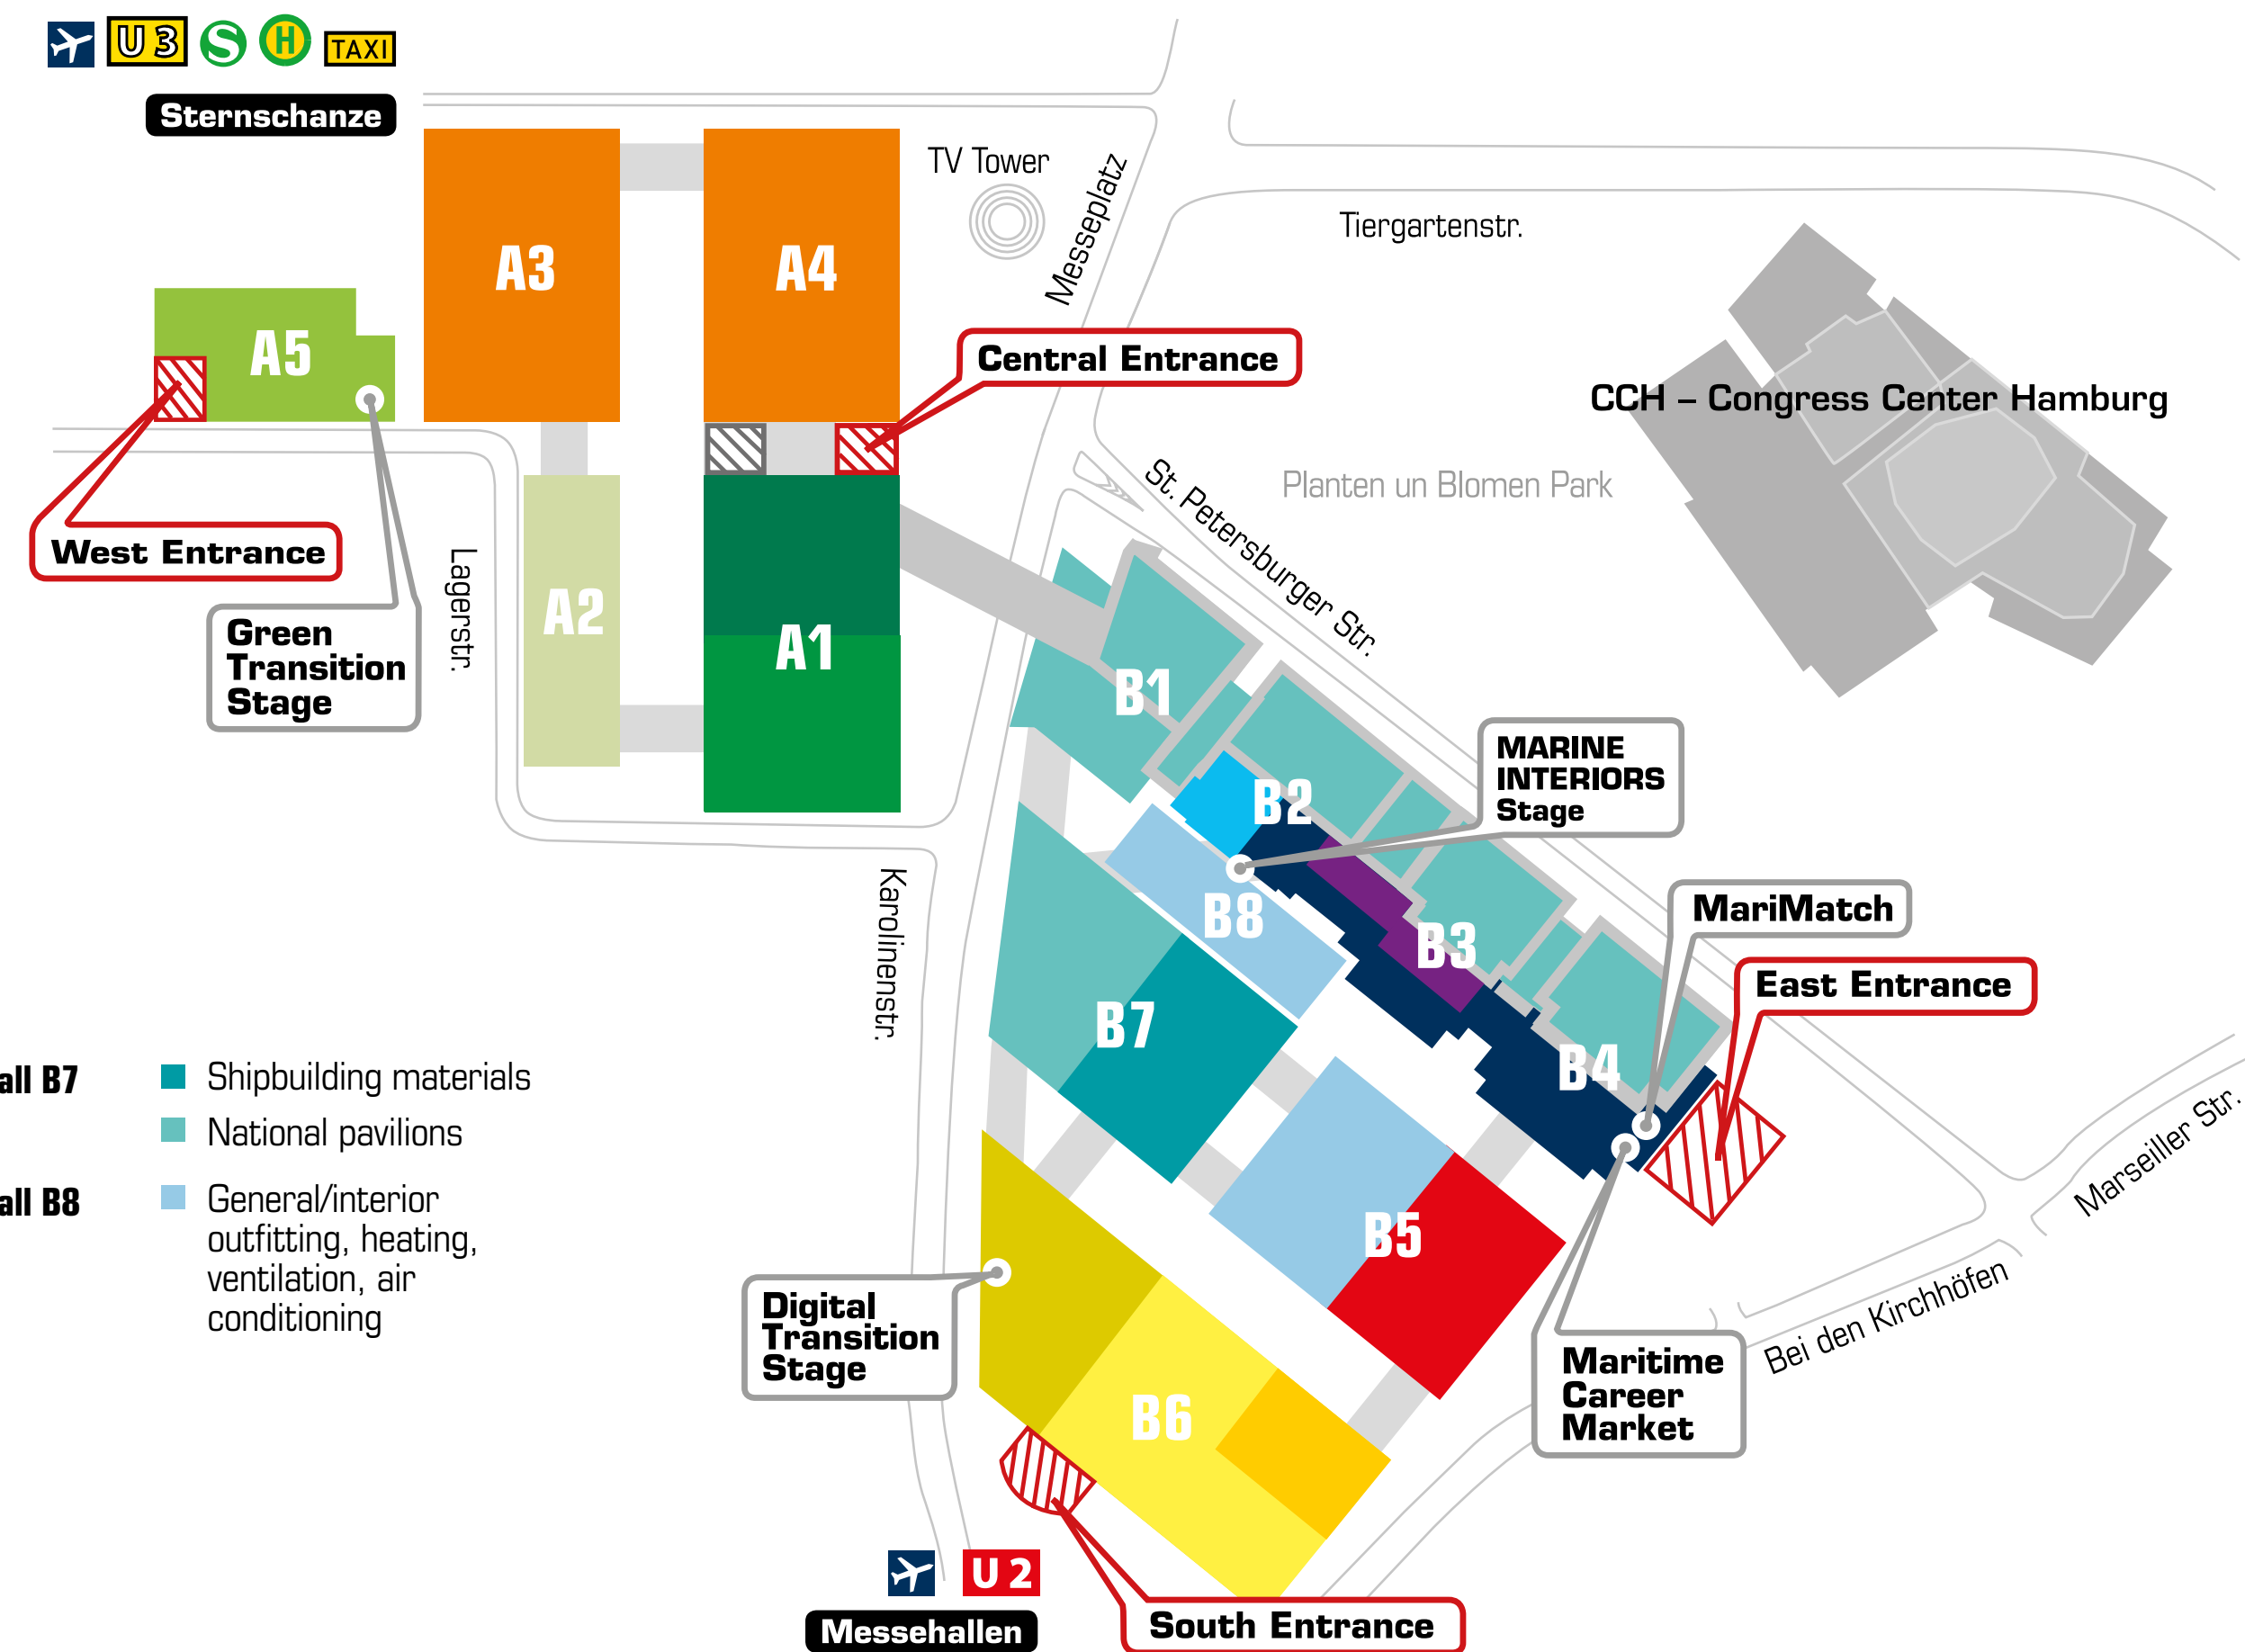 U3 S H TAXI
Sternschanze
A3
A4
TV Tower
Messeplatz
Tiergartenstr.
A5
Central Entrance
CCH – Congress Center Hamburg
Planten un Blomen Park
St. Petersburger Str.
West Entrance
Lagerstr.
A2
A1
Green
Transition
Stage
B1
MARINE
INTERIORS
Stage
B2
B8
B3
MariMatch
East Entrance
Karolinenstr.
B7
B4
all B7
Shipbuilding materials
National pavilions
all B8
General/interior
outfitting, heating,
ventilation, air
conditioning
Marseiller Str.
B5
Digital
Transition
Stage
Bei den Kirchhöfen
Maritime
Career
Market
B6
U2
Messehallen
South Entrance